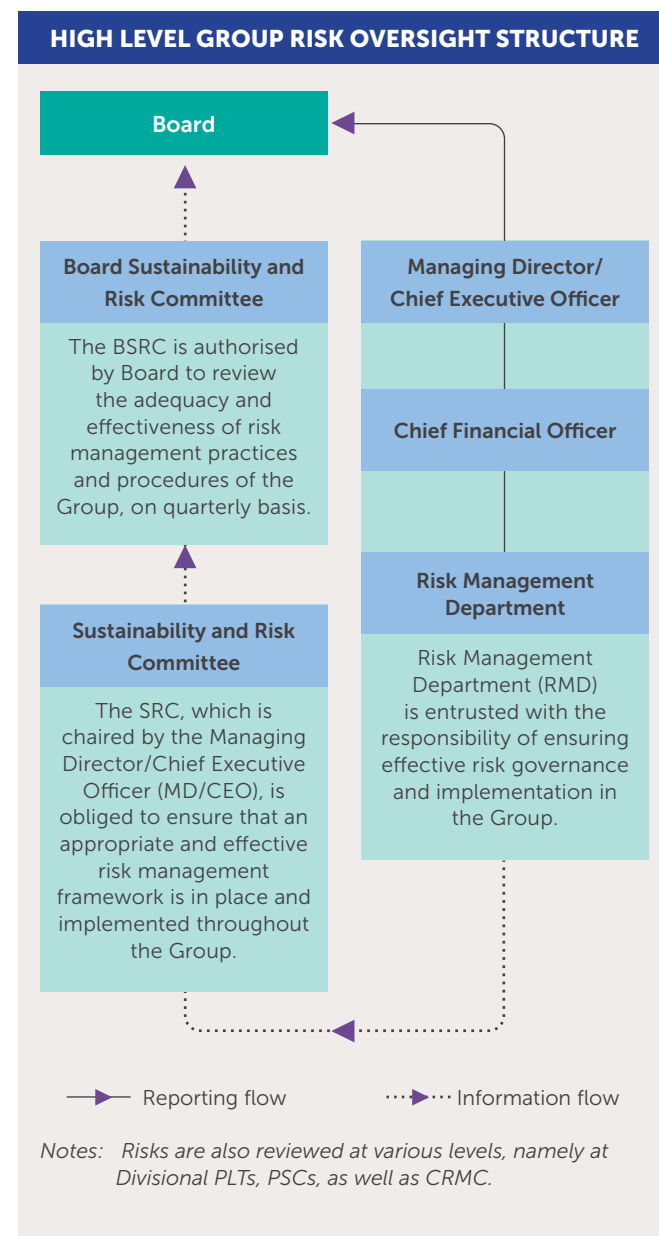 HIGH LEVEL GROUP RISK OVERSIGHT STRUCTURE
Board
Board Sustainability and
Risk Committee
The BSRC is authorised
by Board to review
the adequacy and
effectiveness of risk
management practices
and procedures of the
Group, on quarterly basis.
Sustainability and Risk
Committee
The SRC, which is
chaired by the Managing
Director/Chief Executive
Officer (MD/CEO), is
obliged to ensure that an
appropriate and effective
risk management
framework is in place and
implemented throughout
the Group.
Managing Director/
Chief Executive Officer
Chief Financial Officer
Risk Management
Department
Risk Management
Department (RMD)
is entrusted with the
responsibility of ensuring
effective risk governance
and implementation in
the Group.
Reporting flow
Information flow
Notes: Risks are also reviewed at various levels, namely at
Divisional PLTs, PSCs, as well as CRMC.